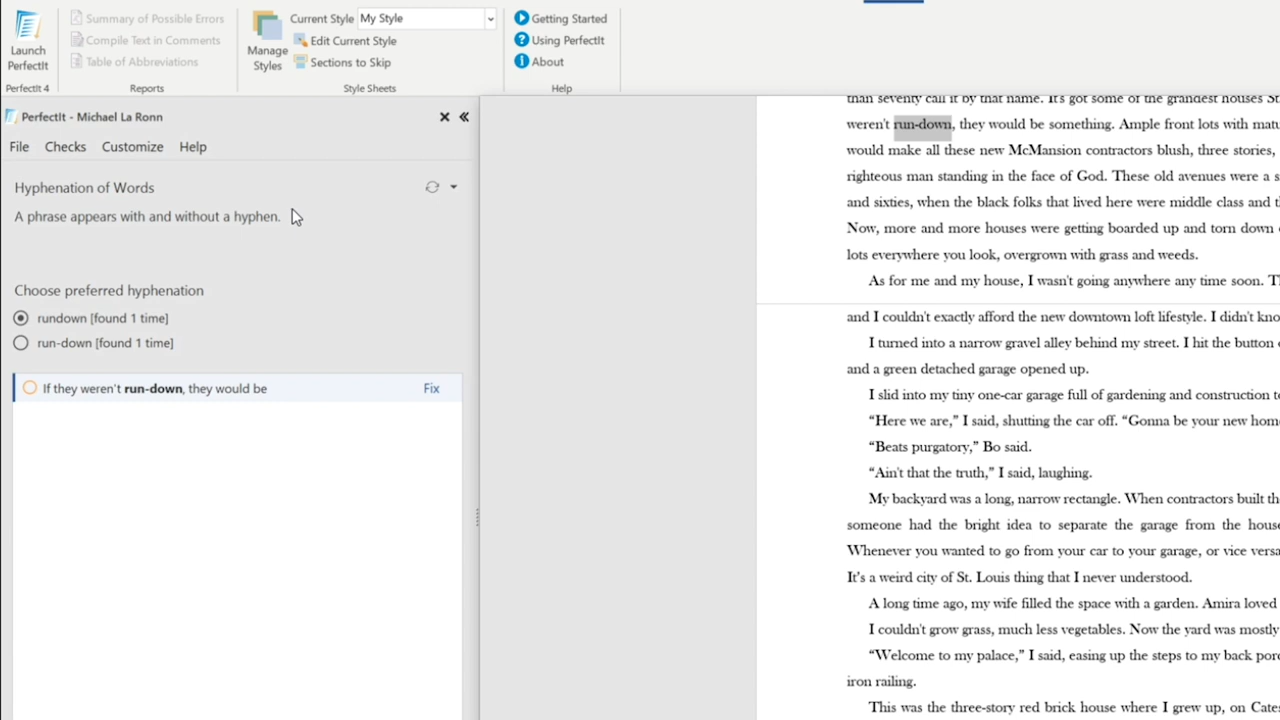 Launch
PerfectIt
PerfectIt 4
Summary of Possible Errors
Compile Text in Comments
Table of Abbreviations
Reports
Manage
Styles
Current Style My Style
Edit Current Style
Sections to Skip
Style Sheets
Getting Started
Using PerfectIt
About
Help
PerfectIt - Michael La Ronn
File Checks Customize Help
Hyphenation of Words
A phrase appears with and without a hyphen.
Choose preferred hyphenation
rundown [found 1 time]
run-down [found 1 time]
If they weren't run-down, they would be Fix
than seventy call it by that name. It's got some of the grandest houses
weren't run-down, they would be something. Ample front lots with
would make all these new McMansion contractors blush, three stories,
righteous man standing in the face of God. These old avenues were a
and sixties, when the black folks that lived here were middle class and
Now, more and more houses were getting boarded up and torn down
lots everywhere you look, overgrown with grass and weeds.
As for me and my house, I wasn't going anywhere any time soon.
and I couldn't exactly afford the new downtown loft lifestyle. I didn't
I turned into a narrow gravel alley behind my street. I hit the button
and a green detached garage opened up.
I slid into my tiny one-car garage full of gardening and construction
“Here we are,” I said, shutting the car off. “Gonna be your new
“Beats purgatory,” Bo said.
“Ain't that the truth,” I said, laughing.
My backyard was a long, narrow rectangle. When contractors built
someone had the bright idea to separate the garage from the
Whenever you wanted to go from your car to your garage, or vice
It's a weird city of St. Louis thing that I never understood.
A long time ago, my wife filled the space with a garden. Amira loved
I couldn't grow grass, much less vegetables. Now the yard was mostly
“Welcome to my palace,” I said, easing up the steps to my back
iron railing.
This was the three-story red brick house where I grew up, on